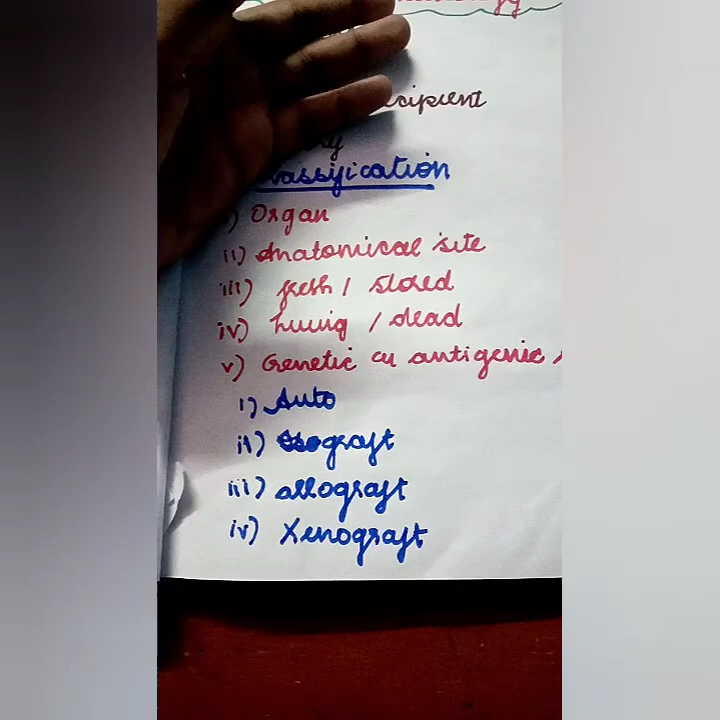 Classification
i) Organ
ii) Anatomical site
iii) fresh / stored
iv) living / dead
v) Genetic or antigenic
i) Auto
ii) Isograft
iii) allograft
iv) Xenograft